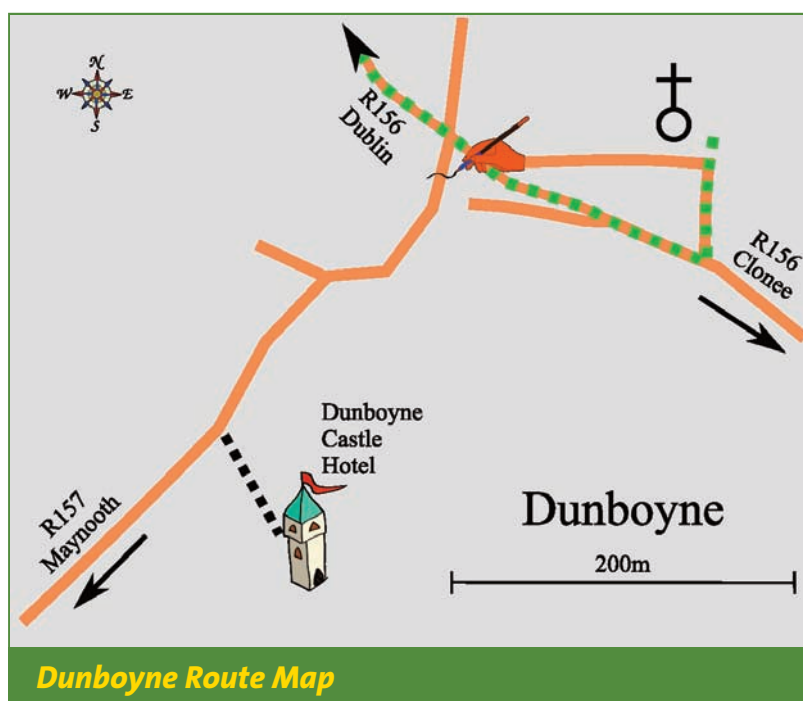 N
W E
S
R156
Dublin
R156
Clonee
Dunboyne
Castle
Hotel
R157
Maynooth
Dunboyne
200m
Dunboyne Route Map